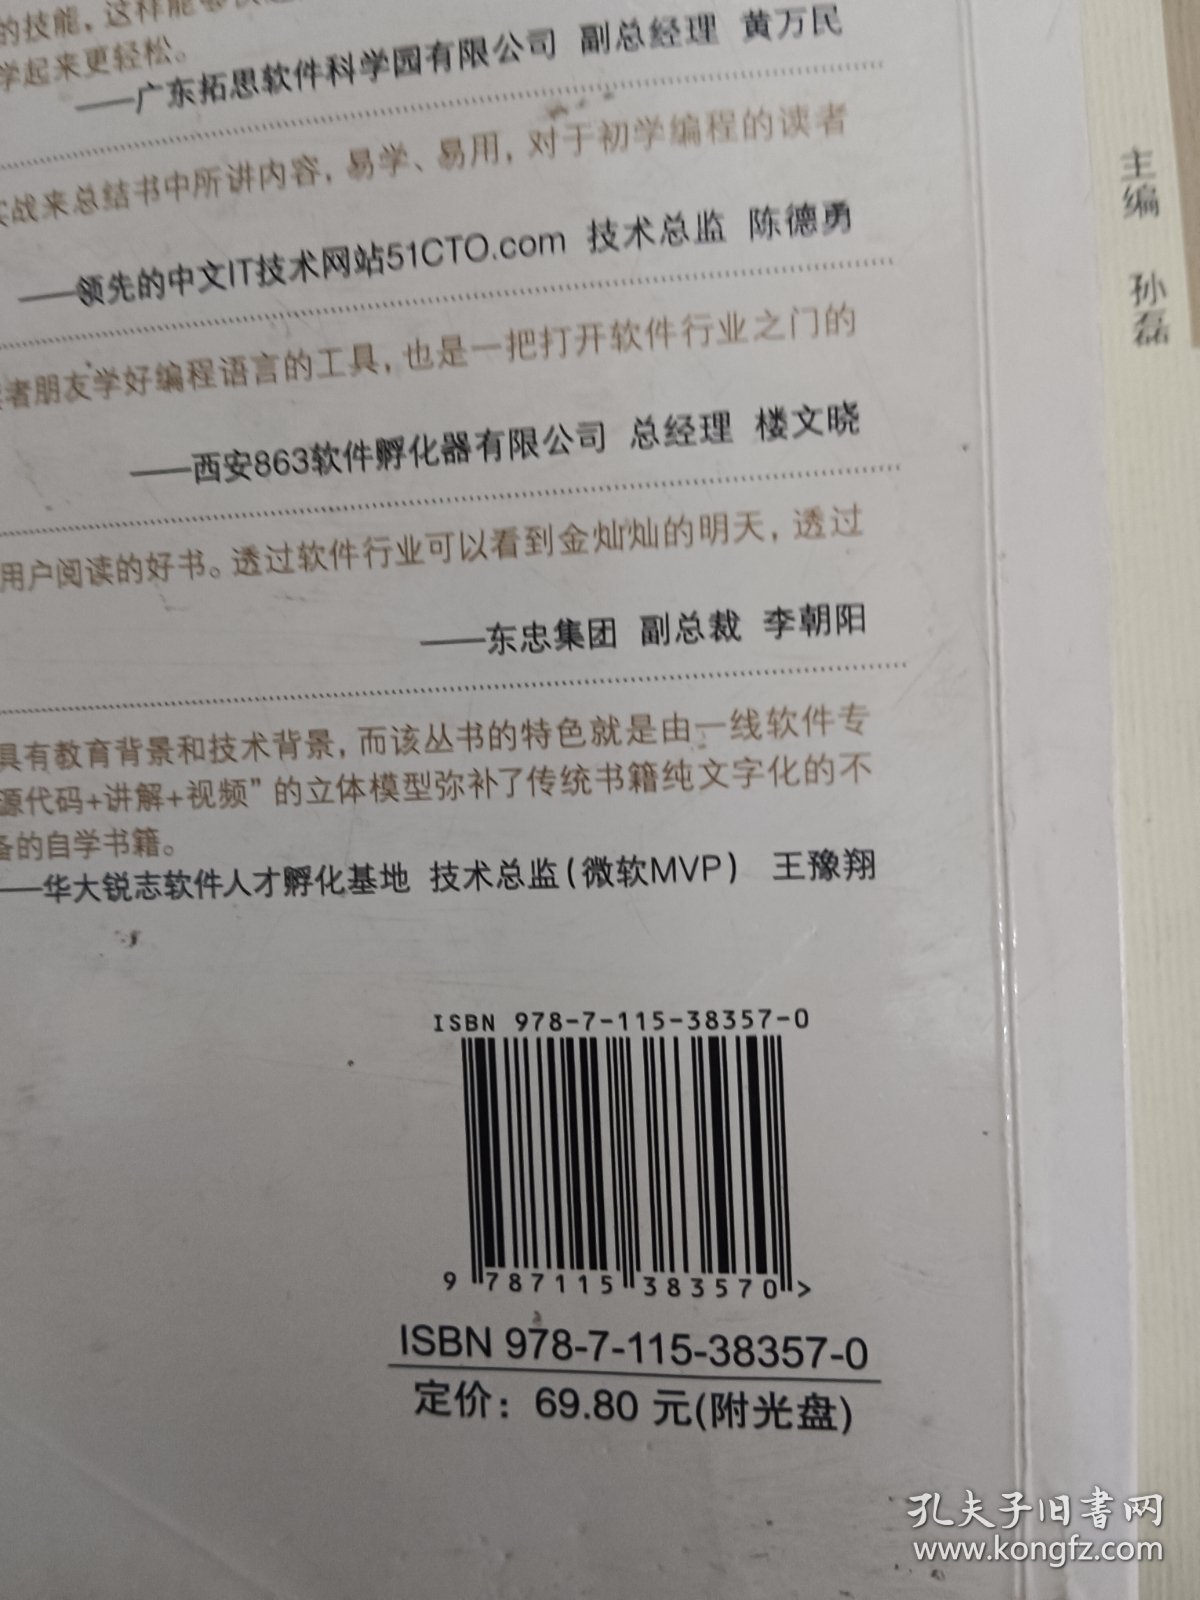 的技能，这样能够快速
学起来更轻松。
——广东拓思软件科学园有限公司 副总经理 黄万民
实战来总结书中所讲内容，易学、易用，对于初学编程的读者
——领先的中文IT技术网站51CTO.com 技术总监 陈德勇
者朋友学好编程语言的工具，也是一把打开软件行业之门的
——西安863软件孵化器有限公司 总经理 楼文晓
用户阅读的好书。透过软件行业可以看到金灿灿的明天，透过
——东忠集团 副总裁 李朝阳
具有教育背景和技术背景，而该丛书的特色就是由一线软件专
源代码+讲解+视频”的立体模型弥补了传统书籍纯文字化的不
备的自学书籍。
——华大锐志软件人才孵化基地 技术总监（微软MVP） 王豫翔
ISBN 978-7-115-38357-0
9 787115 383570 >
ISBN 978-7-115-38357-0
定价：69.80 元(附光盘)
主编 孙磊
孔夫子旧书网
www.kongfz.com